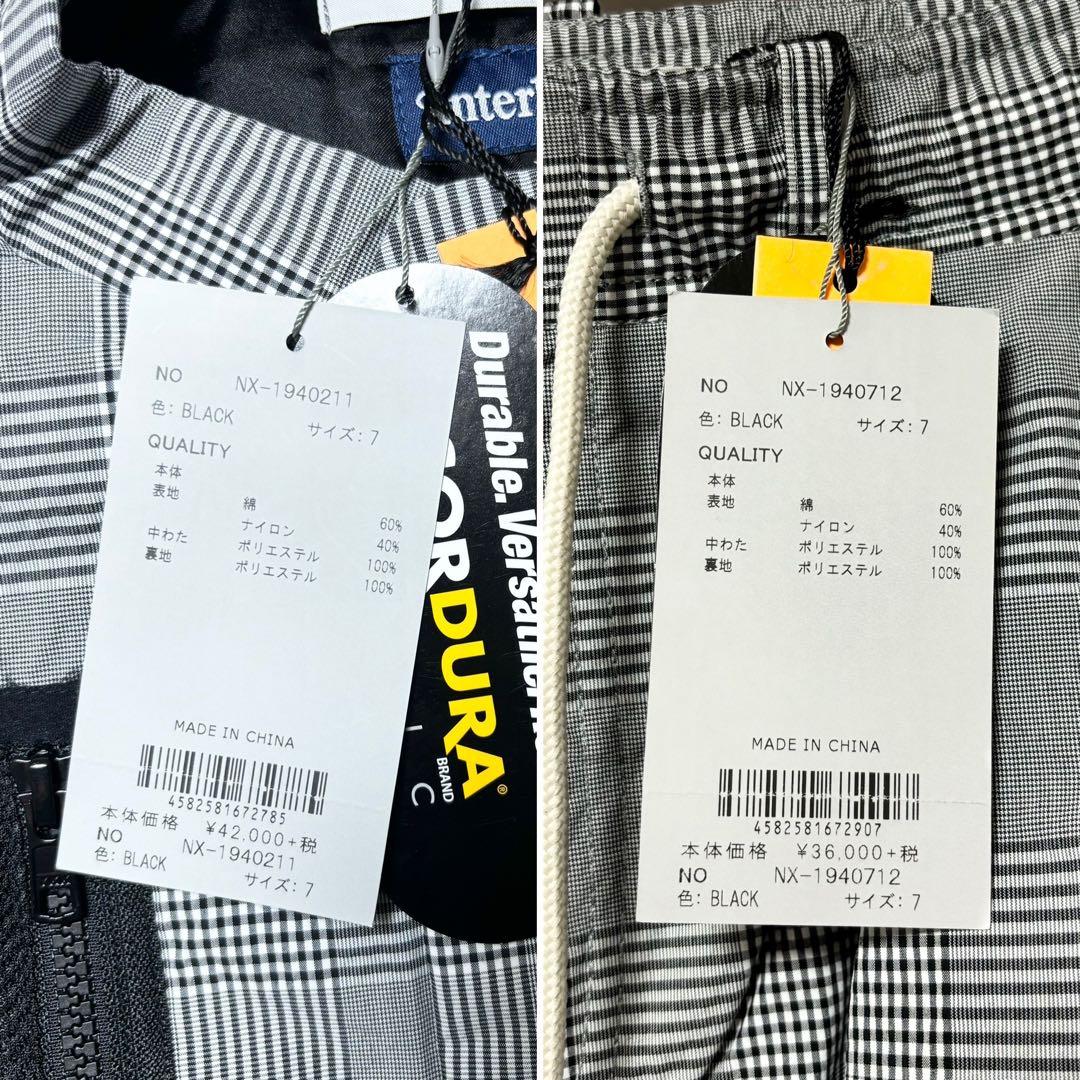 NO NX-1940211
色: BLACK サイズ: 7
QUALITY
本体
表地 綿 60%
ナイロン 40%
中わた ポリエステル 100%
裏地 ポリエステル 100%
MADE IN CHINA
4582581672785
本体価格 ¥42,000+税
NO NX-1940211
色: BLACK サイズ: 7
Durable.
CORDURA®
BRAND
NO NX-1940712
色: BLACK サイズ: 7
QUALITY
本体
表地 綿 60%
ナイロン 40%
中わた ポリエステル 100%
裏地 ポリエステル 100%
MADE IN CHINA
4582581672907
本体価格 ¥36,000+税
NO NX-1940712
色: BLACK サイズ: 7